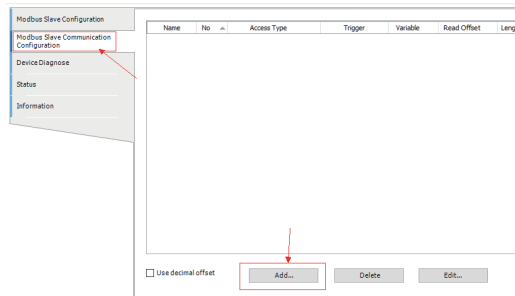 Modbus Slave Configuration
Modbus Slave Communication
Configuration
Device Diagnose
Status
Information
Name No Access Type Trigger Variable Read Offset Leng
Use decimal offset Add... Delete Edit...